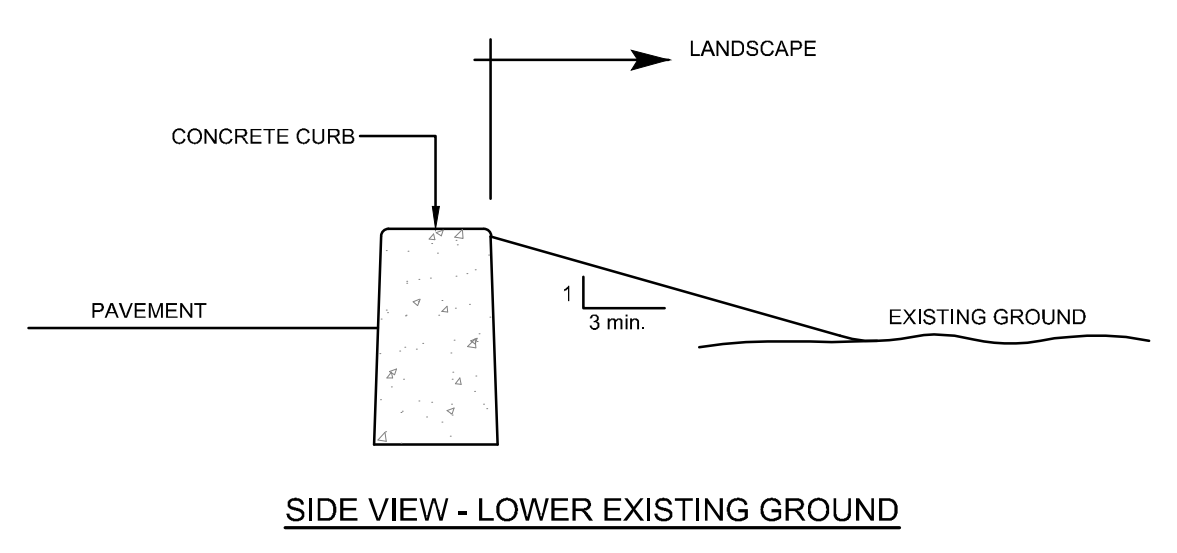 LANDSCAPE
CONCRETE CURB
1
3 min.
PAVEMENT
EXISTING GROUND
SIDE VIEW - LOWER EXISTING GROUND